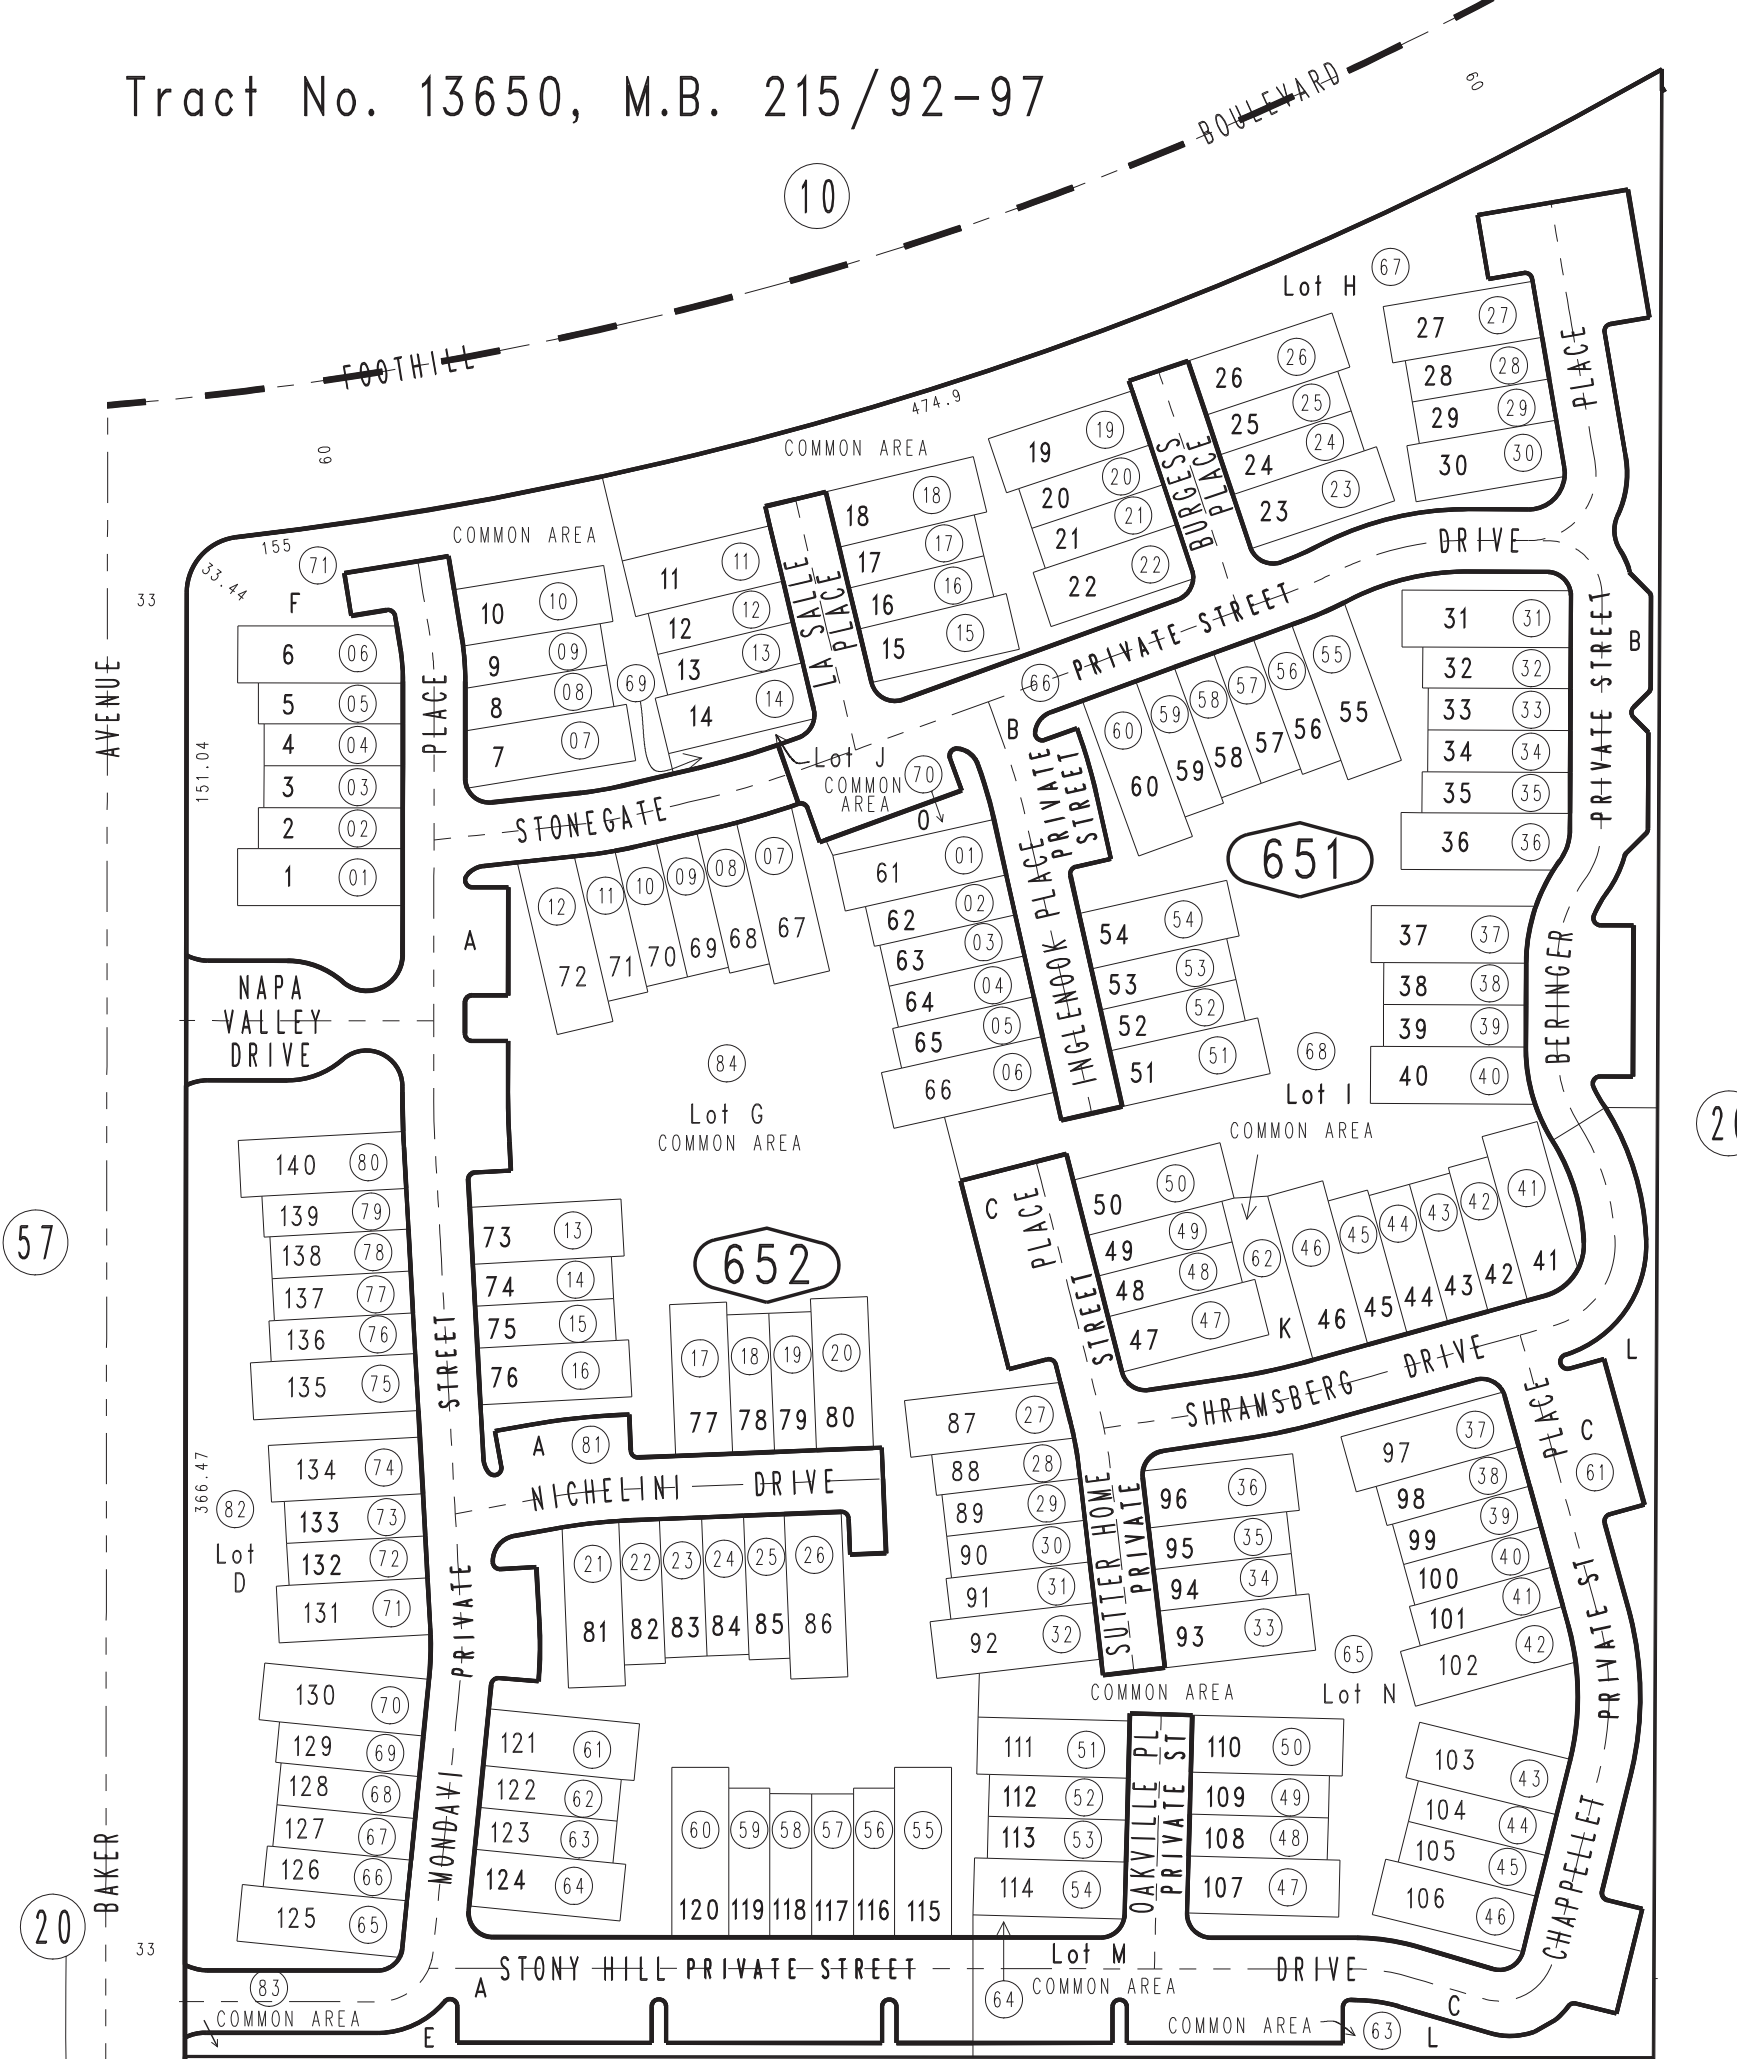 Tract No. 13650, M.B. 215/92-97
10
BOULEVARD
60
FOOTHILL
60
474.9
COMMON AREA
COMMON AREA
155
33.44
71
F
33
AVENUE
151.04
6 06
5 05
4 04
3 03
2 02
1 01
PLACE
10 10
9 09
8 08
7 07
69
11 11
12 12
13 13
14 14
LA SALLE
PLACE
18 18
17 17
16 16
15 15
19 19
20 20
21 21
22 22
BURGESS
PLACE
26 26
25 25
24 24
23 23
Lot H 67
27 27
28 28
29 29
30 30
PLACE
STONEGATE
66
PRIVATE STREET
DRIVE
Lot J
COMMON
AREA
70
O
B
60 60
59 59
58 58
57 57
56 56
55 55
31 31
32 32
33 33
34 34
35 35
36 36
PRIVATE STREET
B
12 72
11 71
10 70
09 69
08 68
07 67
A
61 01
62 02
63 03
64 04
65 05
66 06
INGLENOOK PLACE
PRIVATE
STREET
651
54 54
53 53
52 52
51 51
37 37
38 38
39 39
40 40
BERINGER
NAPA
VALLEY
DRIVE
84
Lot G
COMMON AREA
68
Lot I
COMMON AREA
20
57
140 80
139 79
138 78
137 77
136 76
135 75
73 13
74 14
75 15
76 16
STREET
652
17 77
18 78
19 79
20 80
C
PLACE
STREET
50 50
49 49
48 48
47 47
62
K
46 46
45 45
44 44
43 43
42 42
41 41
SHRAMSBERG DRIVE
L
A 81
NICHELINI DRIVE
366.47
82
Lot
D
134 74
133 73
132 72
131 71
PRIVATE
21 81
22 82
23 83
24 84
25 85
26 86
87 27
88 28
89 29
90 30
91 31
92 32
SUTTER HOME
PRIVATE
96 36
95 35
94 34
93 33
97 37
98 38
99 39
100 40
101 41
102 42
PLACE
C
61
PRIVATE ST
65
Lot N
COMMON AREA
130 70
129 69
128 68
127 67
126 66
125 65
MONDAVI
121 61
122 62
123 63
124 64
60 120
59 119
58 118
57 117
56 116
55 115
111 51
112 52
113 53
114 54
OAKVILLE PL
PRIVATE ST
110 50
109 49
108 48
107 47
103 43
104 44
105 45
106 46
CHAPPELLET
BAKER
20
33
STONY HILL PRIVATE STREET
Lot M
DRIVE
COMMON AREA
64
83
COMMON AREA
A
E
COMMON AREA
63
C
L